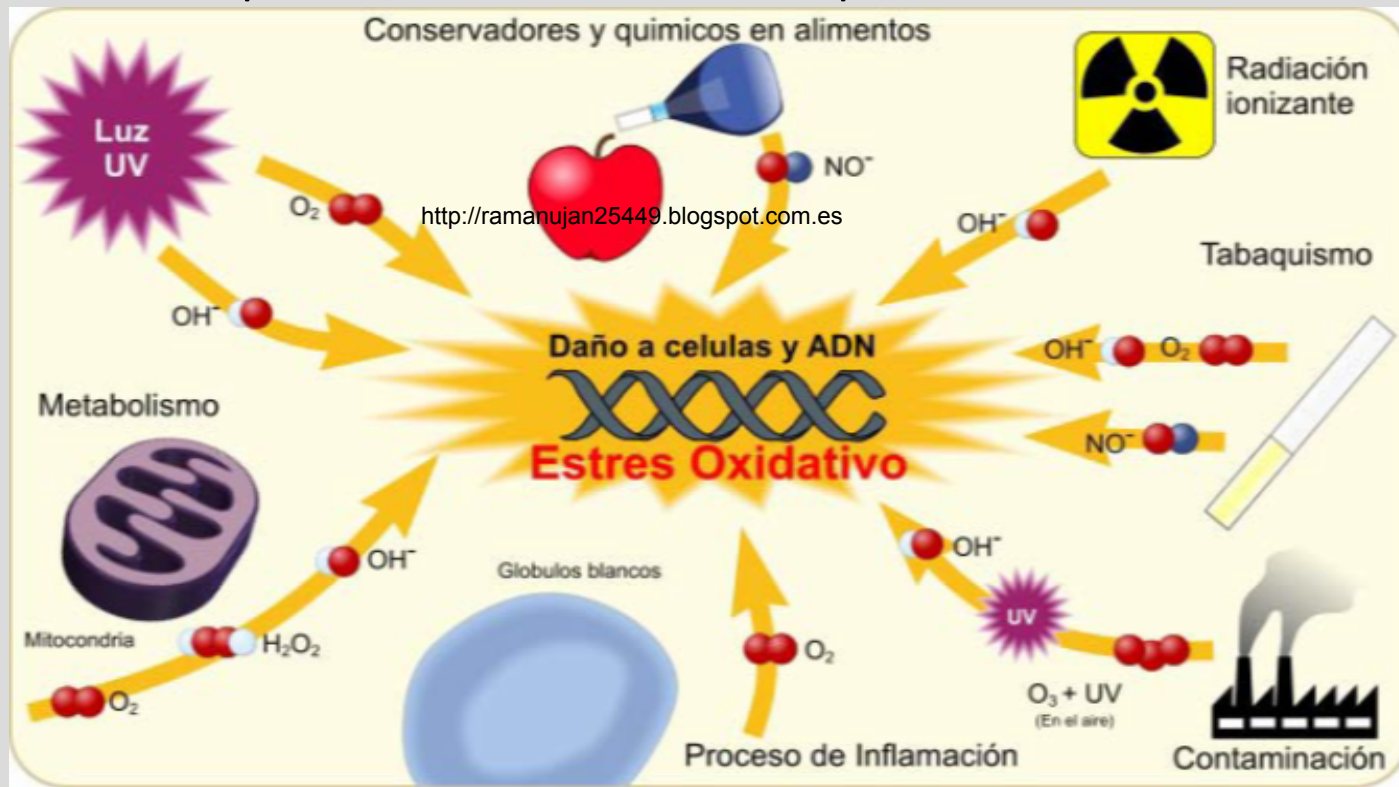 Conservadores y quimicos en alimentos
Luz
UV
O₂
OH⁻
NO⁻
http://ramanujan25449.blogspot.com.es
Radiación
ionizante
OH⁻
Tabaquismo
OH⁻ O₂
NO⁻
Daño a celulas y ADN
Estres Oxidativo
Metabolismo
Mitocondria
O₂
H₂O₂
OH⁻
Globulos blancos
O₂
Proceso de Inflamación
OH⁻
UV
O₃ + UV
(En el aire)
Contaminación